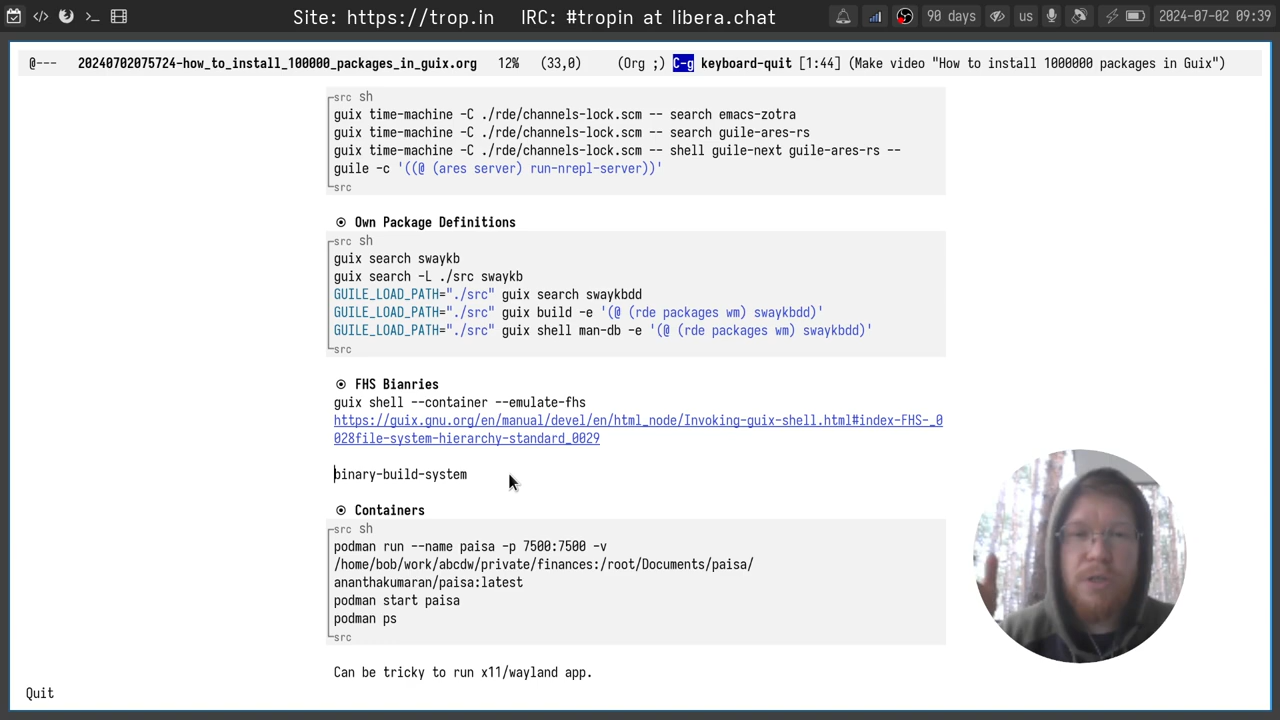 Site: https://trop.in IRC: #tropin at libera.chat
90 days
us
2024-07-02 09:39
@--- 20240702075724-how_to_install_100000_packages_in_guix.org 12% (33,0) (Org ;) C-g keyboard-quit [1:44] (Make video "How to install 1000000 packages in Guix")
src sh
guix time-machine -C ./rde/channels-lock.scm -- search emacs-zotra
guix time-machine -C ./rde/channels-lock.scm -- search guile-ares-rs
guix time-machine -C ./rde/channels-lock.scm -- shell guile-next guile-ares-rs --
guile -c '((@ (ares server) run-nrepl-server))'
src
Own Package Definitions
src sh
guix search swaykb
guix search -L ./src swaykb
GUILE_LOAD_PATH="./src" guix search swaykbdd
GUILE_LOAD_PATH="./src" guix build -e '(@ (rde packages wm) swaykbdd)'
GUILE_LOAD_PATH="./src" guix shell man-db -e '(@ (rde packages wm) swaykbdd)'
src
FHS Bianries
guix shell --container --emulate-fhs
https://guix.gnu.org/en/manual/devel/en/html_node/Invoking-guix-shell.html#index-FHS-_0
028file-system-hierarchy-standard_0029
binary-build-system
Containers
src sh
podman run --name paisa -p 7500:7500 -v
/home/bob/work/abcdw/private/finances:/root/Documents/paisa/
ananthakumaran/paisa:latest
podman start paisa
podman ps
src
Can be tricky to run x11/wayland app.
Quit